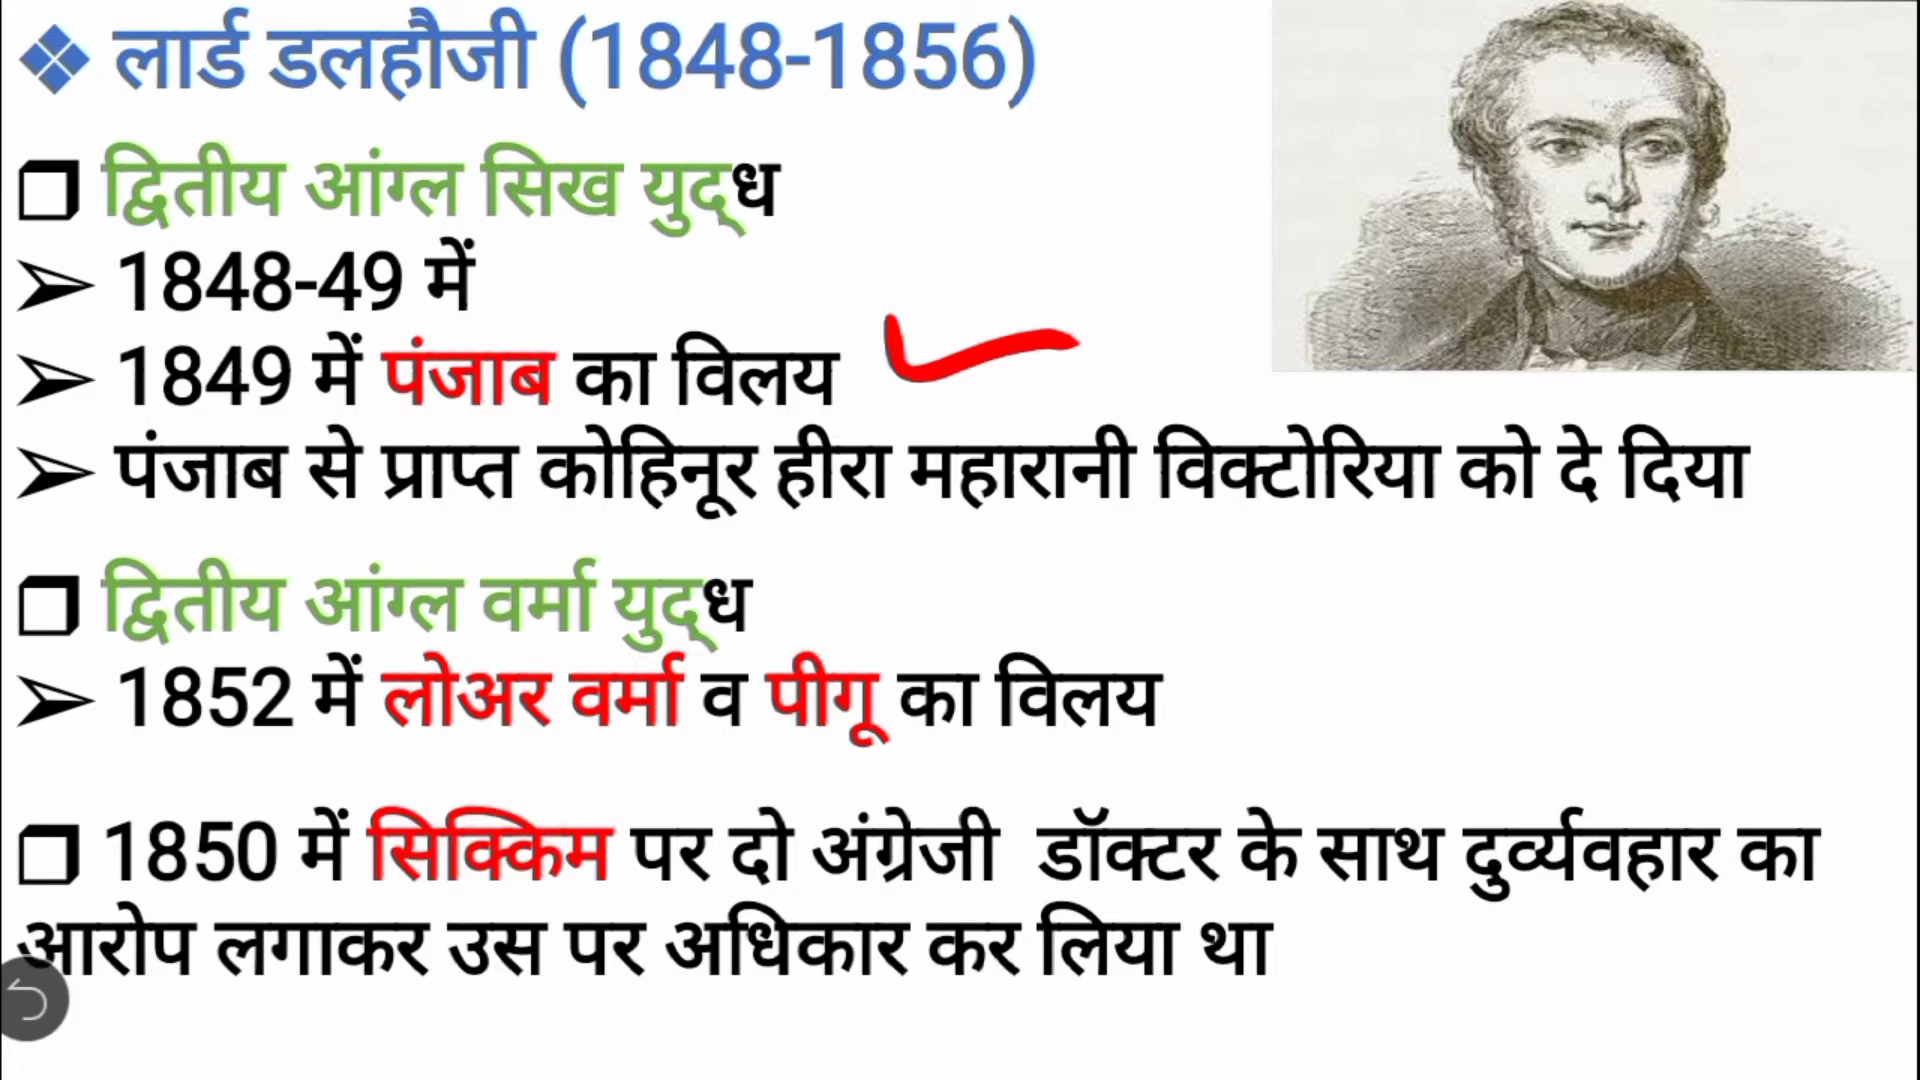 ❖ लार्ड डलहौजी (1848-1856)
❒ द्वितीय आंग्ल सिख युद्ध
➢ 1848-49 में
➢ 1849 में पंजाब का विलय
➢ पंजाब से प्राप्त कोहिनूर हीरा महारानी विक्टोरिया को दे दिया
❒ द्वितीय आंग्ल वर्मा युद्ध
➢ 1852 में लोअर वर्मा व पीगू का विलय
❒ 1850 में सिक्किम पर दो अंग्रेजी डॉक्टर के साथ दुर्व्यवहार का
आरोप लगाकर उस पर अधिकार कर लिया था